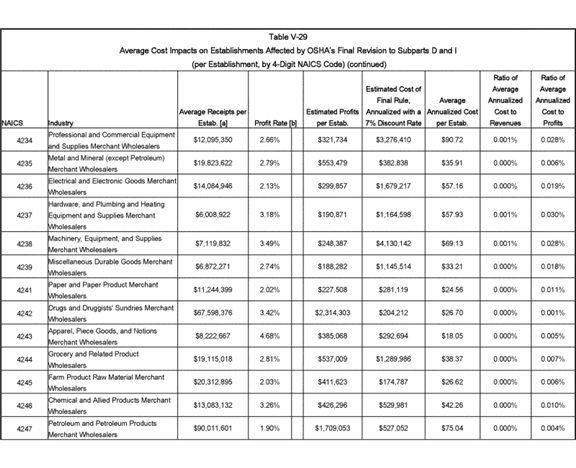 Table V-29
Average Cost Impacts on Establishments Affected by OSHA's Final Revision to Subparts D and I
(per Establishment, by 4-Digit NAICS Code) (continued)
NAICS Industry Average Receipts per Estab. [a] Profit Rate [b] Estimated Profits per Estab. Estimated Cost of Final Rule, Annualized with a 7% Discount Rate Average Annualized Cost per Estab. Ratio of Average Annualized Cost to Revenues Ratio of Average Annualized Cost to Profits
4234 Professional and Commercial Equipment and Supplies Merchant Wholesalers $12,095,350 2.66% $321,734 $3,276,410 $90.72 0.001% 0.028%
4235 Metal and Mineral (except Petroleum) Merchant Wholesalers $19,823,622 2.79% $553,479 $382,838 $35.91 0.000% 0.006%
4236 Electrical and Electronic Goods Merchant Wholesalers $14,084,946 2.13% $299,857 $1,679,217 $57.16 0.000% 0.019%
4237 Hardware, and Plumbing and Heating Equipment and Supplies Merchant Wholesalers $6,008,922 3.18% $190,871 $1,164,598 $57.93 0.001% 0.030%
4238 Machinery, Equipment, and Supplies Merchant Wholesalers $7,119,832 3.49% $248,387 $4,130,142 $69.13 0.001% 0.028%
4239 Miscellaneous Durable Goods Merchant Wholesalers $6,872,271 2.74% $188,282 $1,145,514 $33.21 0.000% 0.018%
4241 Paper and Paper Product Merchant Wholesalers $11,244,399 2.02% $227,508 $281,119 $24.56 0.000% 0.011%
4242 Drugs and Druggists' Sundries Merchant Wholesalers $67,598,376 3.42% $2,314,303 $204,212 $26.70 0.000% 0.001%
4243 Apparel, Piece Goods, and Notions Merchant Wholesalers $8,222,667 4.68% $385,068 $292,694 $18.05 0.000% 0.005%
4244 Grocery and Related Product Wholesalers $19,115,018 2.81% $537,009 $1,289,986 $38.37 0.000% 0.007%
4245 Farm Product Raw Material Merchant Wholesalers $20,312,895 2.03% $411,623 $174,787 $26.62 0.000% 0.006%
4246 Chemical and Allied Products Merchant Wholesalers $13,083,132 3.26% $426,296 $529,981 $42.26 0.000% 0.010%
4247 Petroleum and Petroleum Products Merchant Wholesalers $90,011,601 1.90% $1,709,053 $527,052 $75.04 0.000% 0.004%